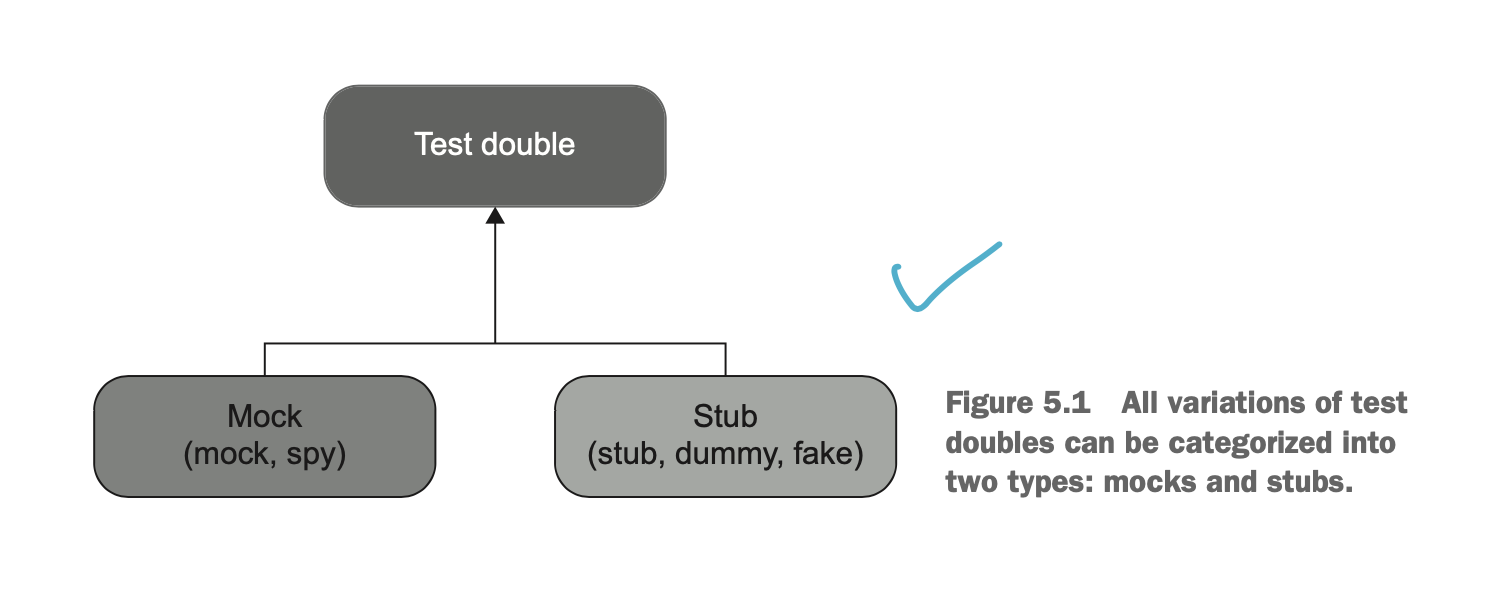 Test double
Mock
(mock, spy)
Stub
(stub, dummy, fake)
Figure 5.1 All variations of test
doubles can be categorized into
two types: mocks and stubs.